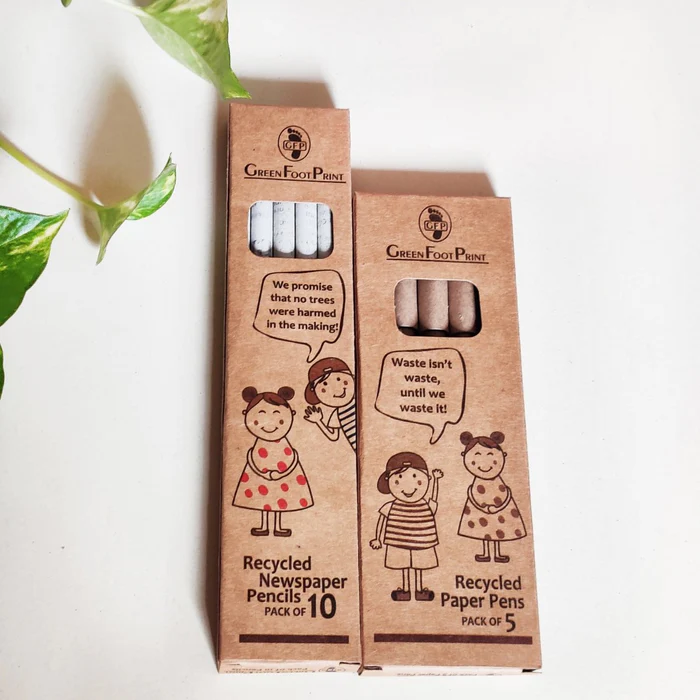 GFP
GREEN FOOT PRINT
We promise
that no trees
were harmed
in the making!
Recycled
Newspaper
Pencils
PACK OF 10
GFP
GREEN FOOT PRINT
Waste isn't
waste,
until we
waste it!
Recycled
Paper Pens
PACK OF 5